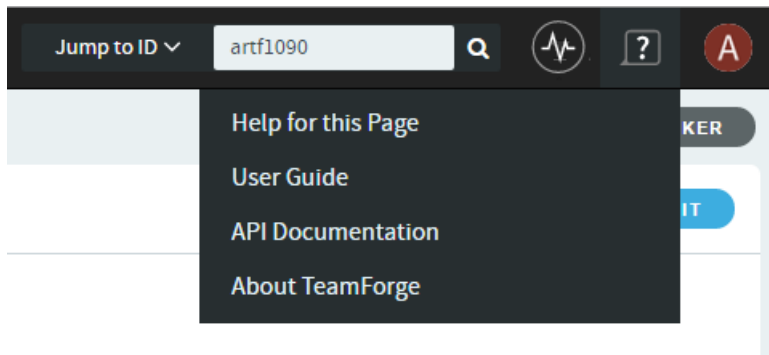 Jump to ID
artf1090
?
A
Help for this Page
KER
User Guide
IT
API Documentation
About TeamForge